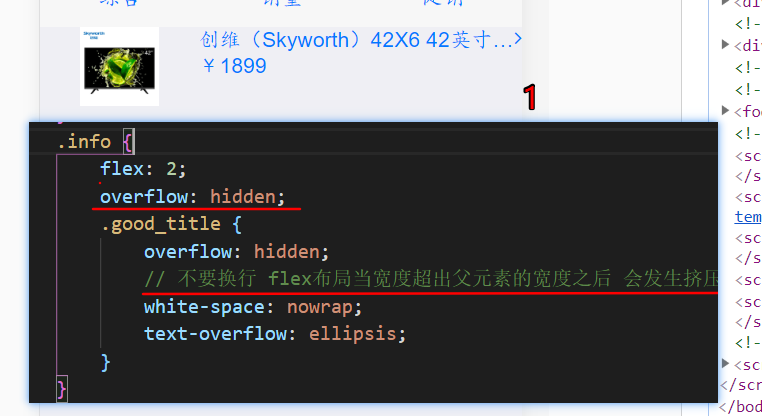 综合 销量 促销
Skyworth
创维
创维（Skyworth）42X6 42英寸…
￥1899
1
.info {
flex: 2;
overflow: hidden;
.good_title {
overflow: hidden;
// 不要换行 flex布局当宽度超出父元素的宽度之后 会发生挤压
white-space: nowrap;
text-overflow: ellipsis;
}
}
<di
<di
<!-
<!-
<foo
<!-
<sc
</s
<sc
tem
<sc
</s
<sc
<sc
</s
<!-
<sc
</scr
</bod